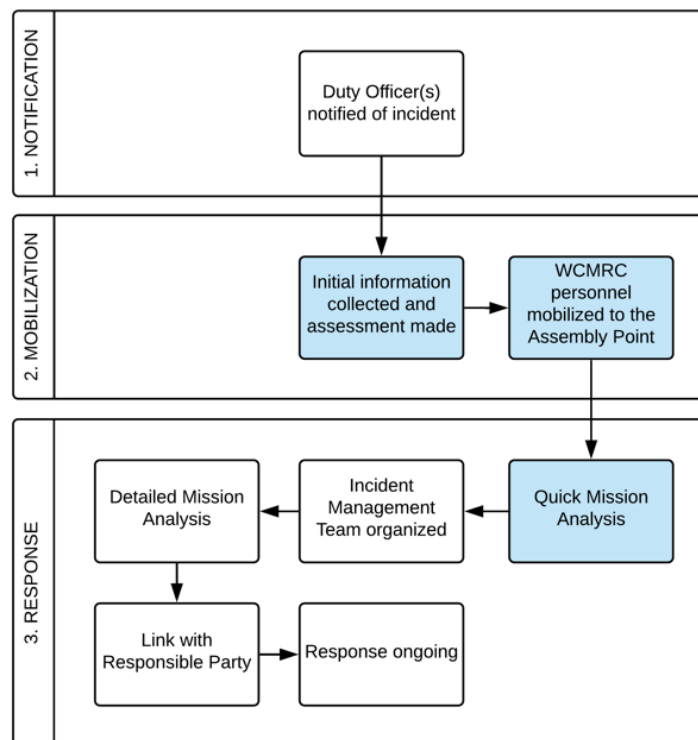 1. NOTIFICATION
Duty Officer(s)
notified of incident
2. MOBILIZATION
Initial information
collected and
assessment made
WCMRC
personnel
mobilized to the
Assembly Point
3. RESPONSE
Detailed Mission
Analysis
Incident
Management
Team organized
Quick Mission
Analysis
Link with
Responsible Party
Response ongoing